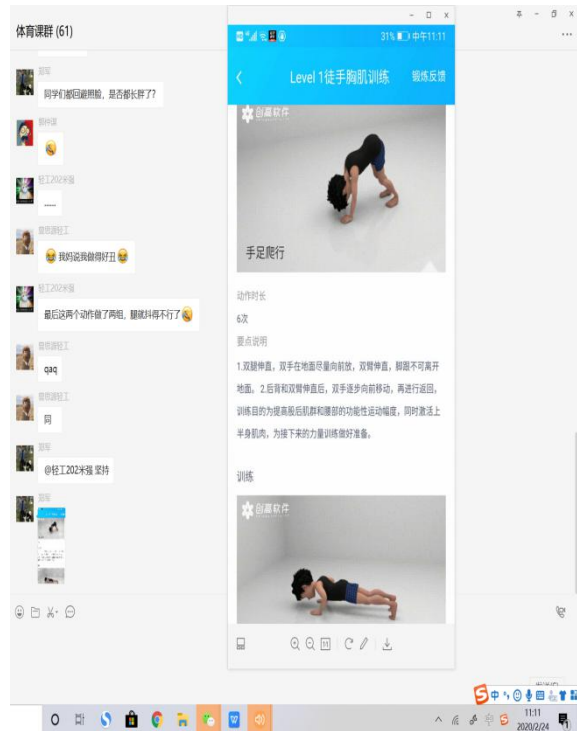 体育课群 (61)
同学们都回避照脸，是否都长胖了?
轻工202米强
......
我妈说我做得好丑
轻工202米强
最后这两个动作做了两组，腿就抖得不行了
qaq
同
@轻工202米强 坚持
31% 中午11:11
Level 1徒手胸肌训练 锻炼反馈
创高软件
手足爬行
动作时长
6次
要点说明
1.双腿伸直，双手在地面尽量向前放，双臂伸直，脚跟不可离开
地面。 2.后背和双臂伸直后，双手逐步向前移动，再进行返回，
训练目的为提高股后肌群和腰部的功能性运动幅度，同时激活上
半身肌肉，为接下来的力量训练做好准备。
训练
创高软件
中
11:11
2020/2/24